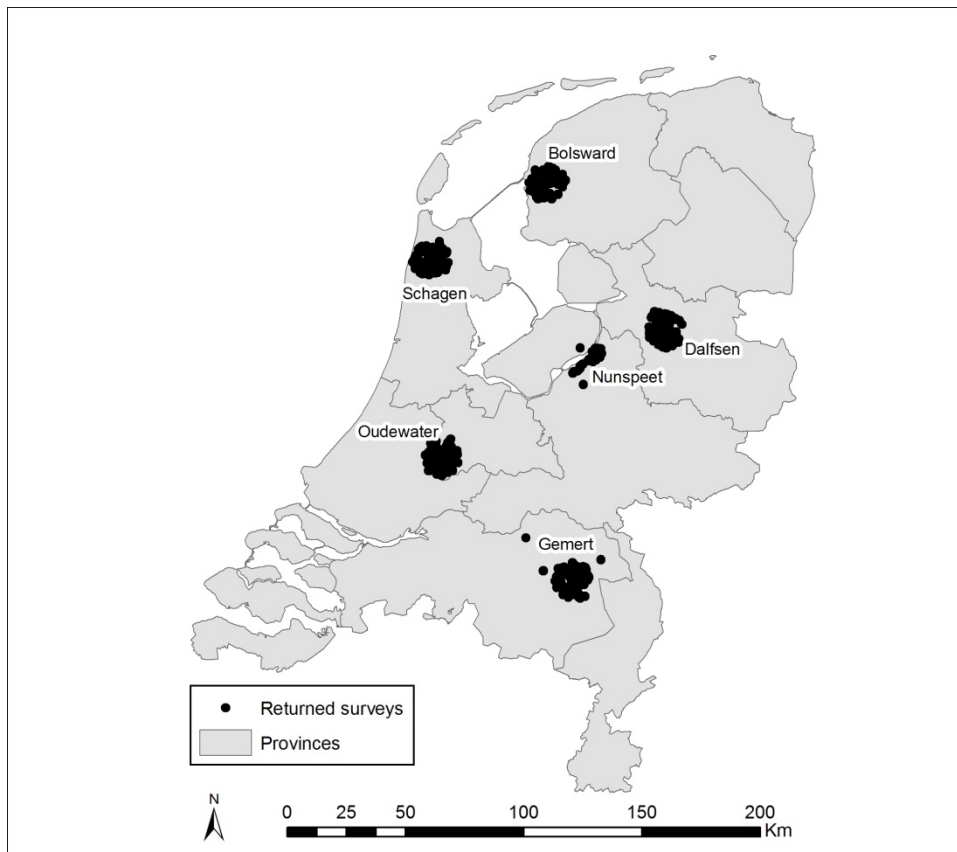 Bolsward
Schagen
Dalfsen
Nunspeet
Oudewater
Gemert
Returned surveys
Provinces
N
0 25 50 100 150 200
Km